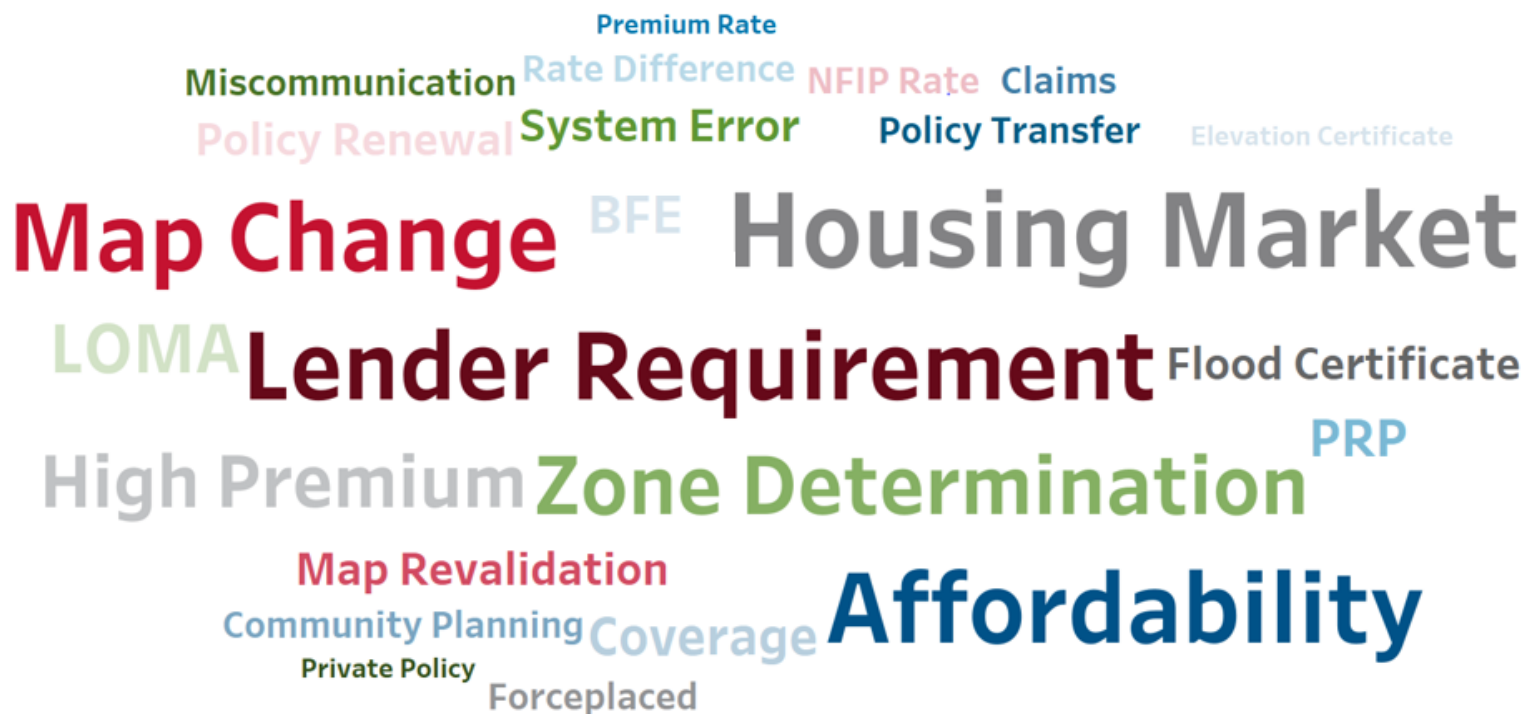 Premium Rate
Miscommunication Rate Difference NFIP Rate Claims
Policy Renewal System Error Policy Transfer Elevation Certificate
Map Change BFE Housing Market
LOMA Lender Requirement Flood Certificate
PRP
High Premium Zone Determination
Map Revalidation
Affordability
Community Planning Coverage
Private Policy
Forceplaced